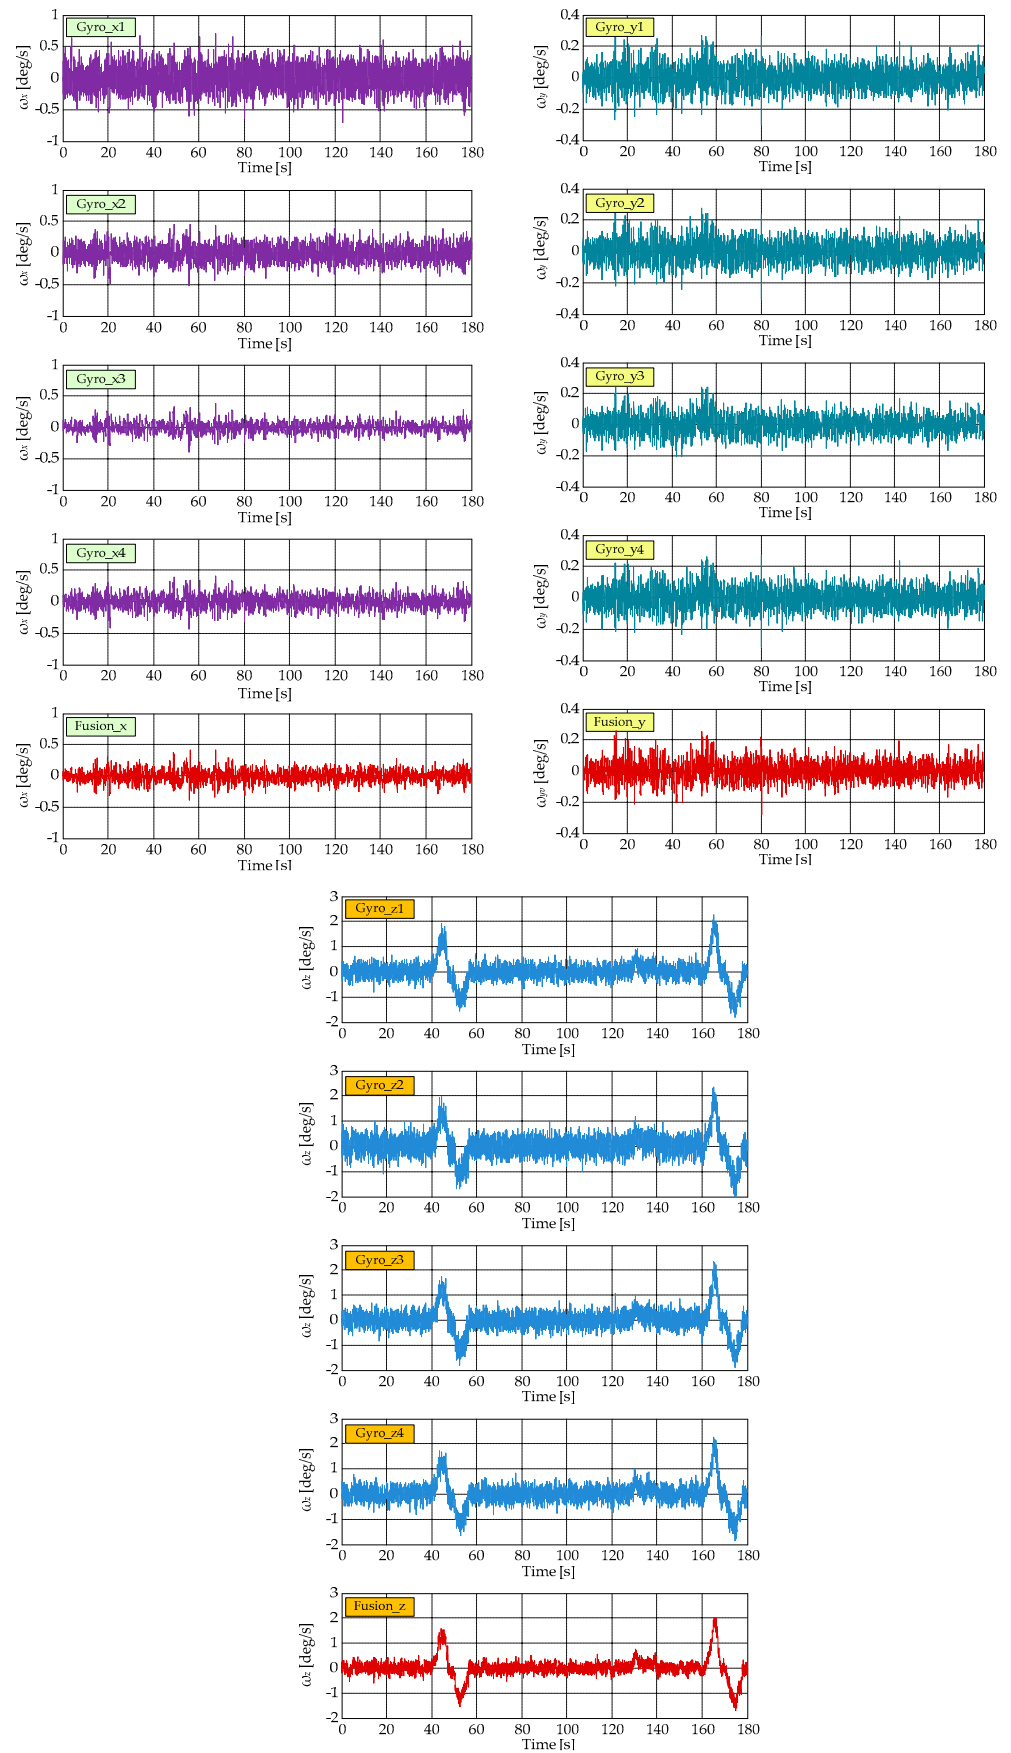 Gyro_x1
1
0.5
0
-0.5
-1
ωx [deg/s]
0 20 40 60 80 100 120 140 160 180
Time [s]
Gyro_y1
0.4
0.2
0
-0.2
-0.4
ωy [deg/s]
0 20 40 60 80 100 120 140 160 180
Time [s]
Gyro_x2
1
0.5
0
-0.5
-1
ωx [deg/s]
0 20 40 60 80 100 120 140 160 180
Time [s]
Gyro_y2
0.4
0.2
0
-0.2
-0.4
ωy [deg/s]
0 20 40 60 80 100 120 140 160 180
Time [s]
Gyro_x3
1
0.5
0
-0.5
-1
ωx [deg/s]
0 20 40 60 80 100 120 140 160 180
Time [s]
Gyro_y3
0.4
0.2
0
-0.2
-0.4
ωy [deg/s]
0 20 40 60 80 100 120 140 160 180
Time [s]
Gyro_x4
1
0.5
0
-0.5
-1
ωx [deg/s]
0 20 40 60 80 100 120 140 160 180
Time [s]
Gyro_y4
0.4
0.2
0
-0.2
-0.4
ωy [deg/s]
0 20 40 60 80 100 120 140 160 180
Time [s]
Fusion_x
1
0.5
0
-0.5
-1
ωx [deg/s]
0 20 40 60 80 100 120 140 160 180
Time [s]
Fusion_y
0.4
0.2
0
-0.2
-0.4
ωyv [deg/s]
0 20 40 60 80 100 120 140 160 180
Time [s]
Gyro_z1
3
2
1
0
-1
-2
ωz [deg/s]
0 20 40 60 80 100 120 140 160 180
Time [s]
Gyro_z2
3
2
1
0
-1
-2
ωz [deg/s]
0 20 40 60 80 100 120 140 160 180
Time [s]
Gyro_z3
3
2
1
0
-1
-2
ωz [deg/s]
0 20 40 60 80 100 120 140 160 180
Time [s]
Gyro_z4
3
2
1
0
-1
-2
ωz [deg/s]
0 20 40 60 80 100 120 140 160 180
Time [s]
Fusion_z
3
2
1
0
-1
-2
ωz [deg/s]
0 20 40 60 80 100 120 140 160 180
Time [s]